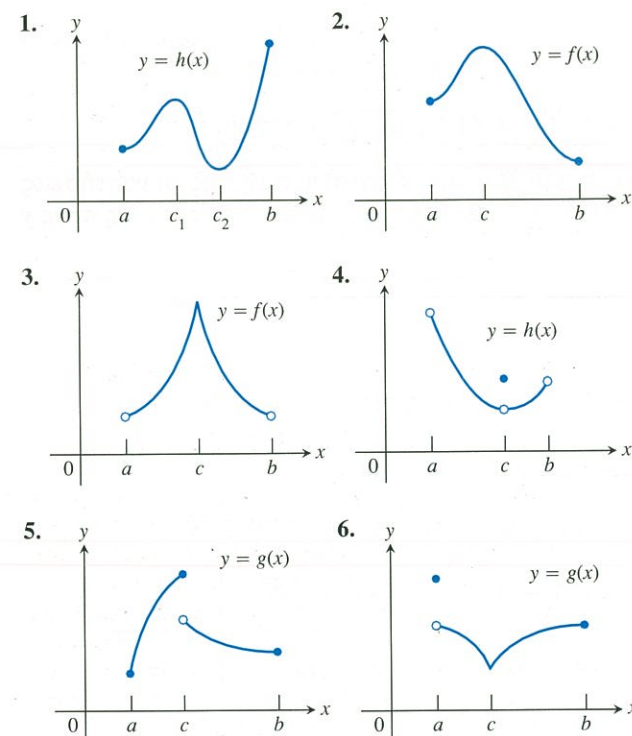 1.
y
y = h(x)
0 a c₁ c₂ b x
2.
y
y = f(x)
0 a c b x
3.
y
y = f(x)
0 a c b x
4.
y
y = h(x)
0 a c b x
5.
y
y = g(x)
0 a c b x
6.
y
y = g(x)
0 a c b x